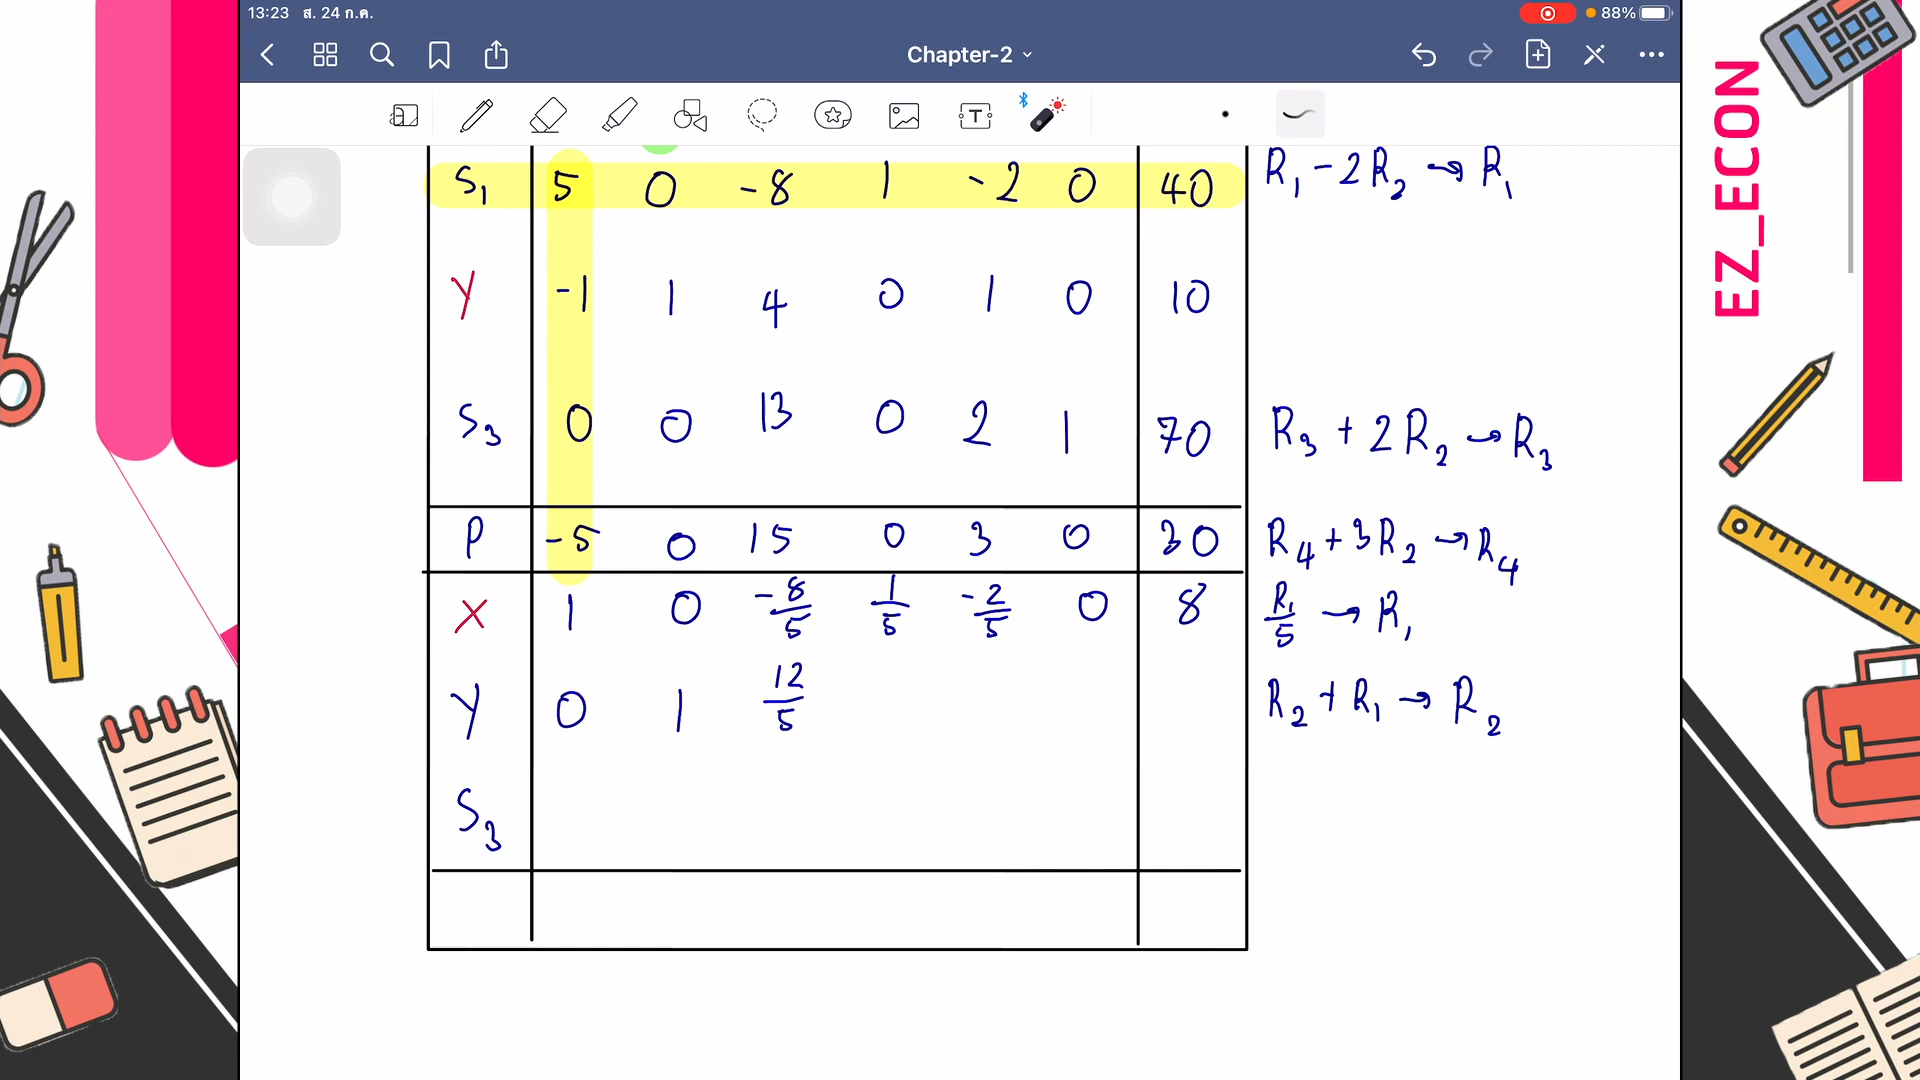 13:23 ส. 24 ก.ค.
88%
Chapter-2
T
S₁ 5 0 -8 1 -2 0 40 R₁ - 2R₂ → R₁
Y -1 1 4 0 1 0 10
S₃ 0 0 13 0 2 1 70 R₃ + 2R₂ → R₃
P -5 0 15 0 3 0 30 R₄ + 3R₂ → R₄
X 1 0 -8/5 1/5 -2/5 0 8 R₁/5 → R₁
Y 0 1 12/5 R₂ + R₁ → R₂
S₃
EZ_ECON